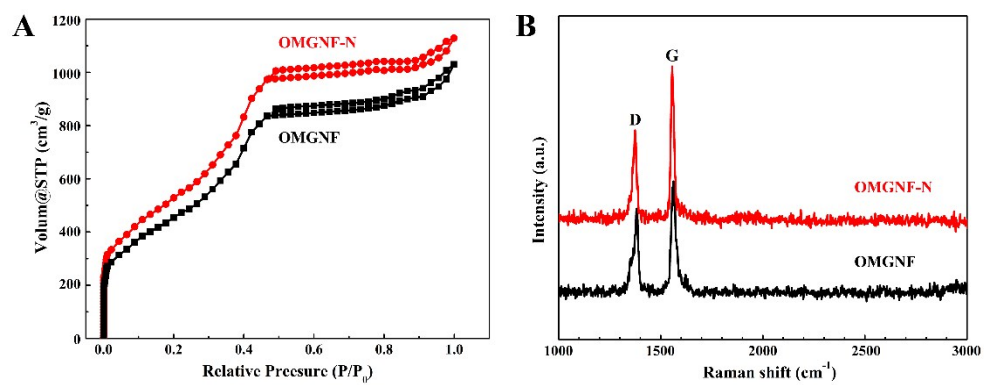 A
Volum@STP (cm³/g)
1200
1000
800
600
400
200
0
OMGNF-N
OMGNF
0.0 0.2 0.4 0.6 0.8 1.0
Relative Precsure (P/P₀)
B
Intensity (a.u.)
D
G
OMGNF-N
OMGNF
1000 1500 2000 2500 3000
Raman shift (cm⁻¹)